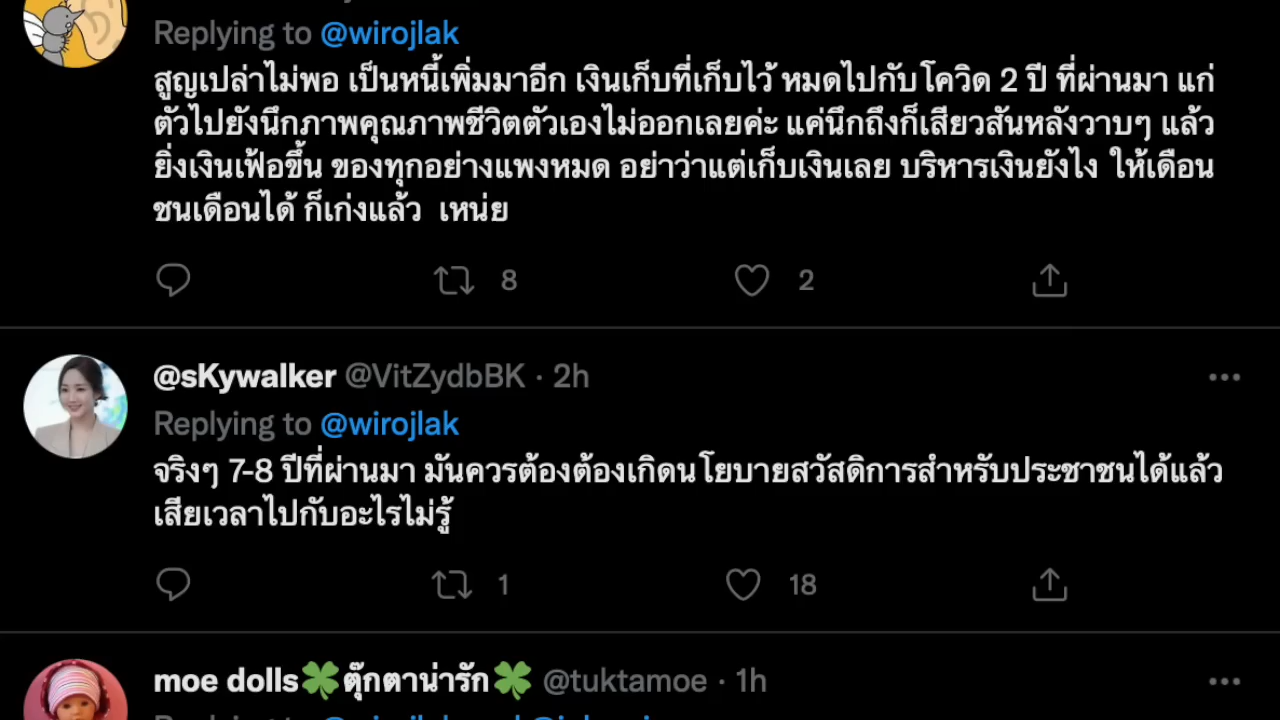 Replying to @wirojlak
สูญเปล่าไม่พอ เป็นหนี้เพิ่มมาอีก เงินเก็บที่เก็บไว้ หมดไปกับโควิด 2 ปี ที่ผ่านมา แก่
ตัวไปยังนึกภาพคุณภาพชีวิตตัวเองไม่ออกเลยค่ะ แค่นึกถึงก็เสียวสันหลังวาบๆ แล้ว
ยิ่งเงินเฟ้อขึ้น ของทุกอย่างแพงหมด อย่าว่าแต่เก็บเงินเลย บริหารเงินยังไง ให้เดือน
ชนเดือนได้ ก็เก่งแล้ว เหน่ย
8 2
@sKywalker @VitZydbBK · 2h
Replying to @wirojlak
จริงๆ 7-8 ปีที่ผ่านมา มันควรต้องต้องเกิดนโยบายสวัสดิการสำหรับประชาชนได้แล้ว
เสียเวลาไปกับอะไรไม่รู้
1 18
moe dolls🍀ตุ๊กตาน่ารัก🍀 @tuktamoe · 1h